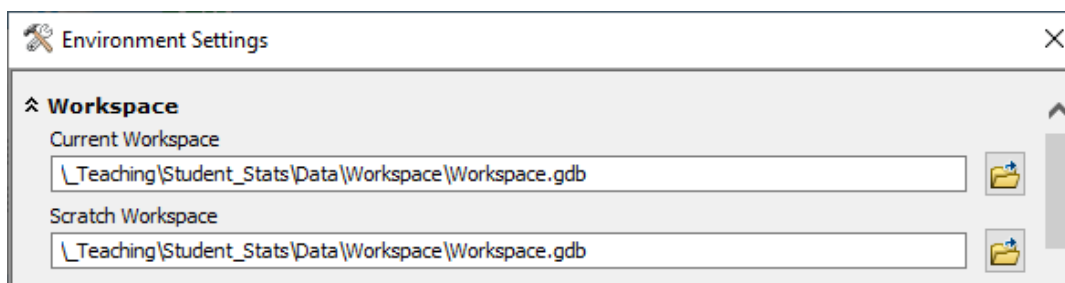 Environment Settings
Workspace
Current Workspace
\_Teaching\Student_Stats\Data\Workspace\Workspace.gdb
Scratch Workspace
\_Teaching\Student_Stats\Data\Workspace\Workspace.gdb